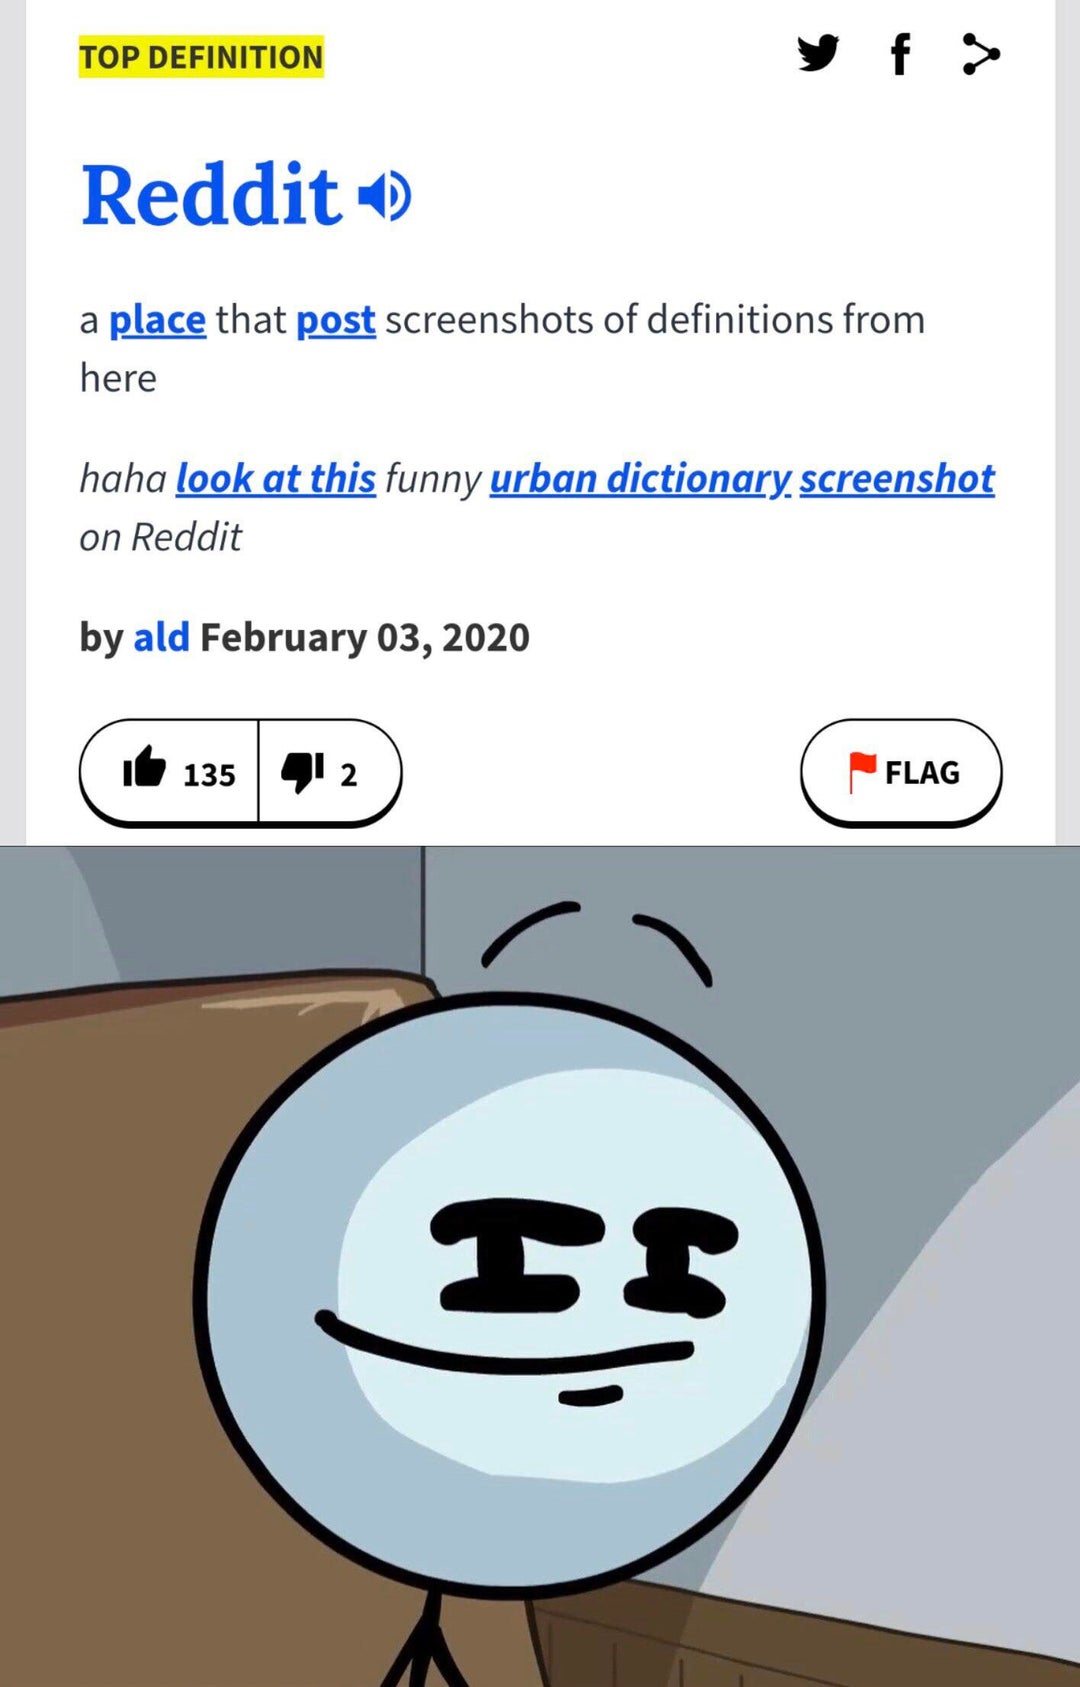 TOP DEFINITION
Reddit
a place that post screenshots of definitions from
here
haha look at this funny urban dictionary screenshot
on Reddit
by ald February 03, 2020
135 2 FLAG